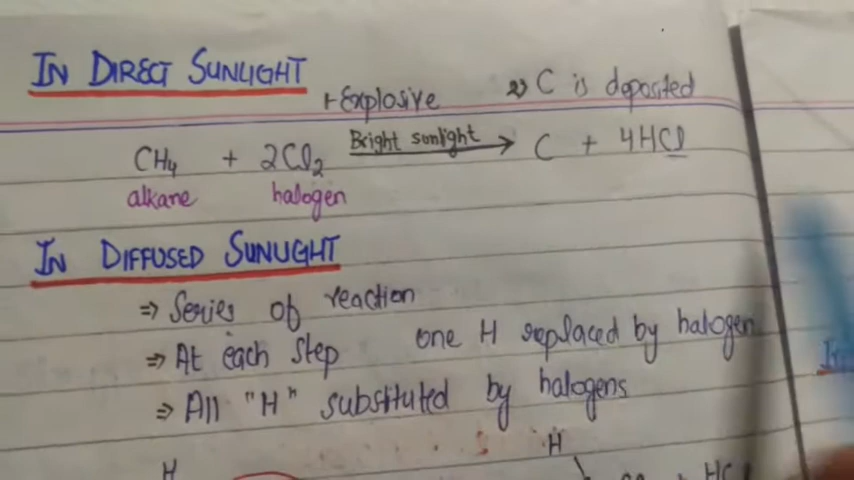 IN DIRECT SUNLIGHT
1- Explosive 2) C is deposited
CH4 + 2Cl2 Bright sunlight → C + 4HCl
alkane halogen
IN DIFFUSED SUNLIGHT
⇒ Series of reaction
⇒ At each step one H replaced by halogen
⇒ All "H" substituted by halogens
H
H